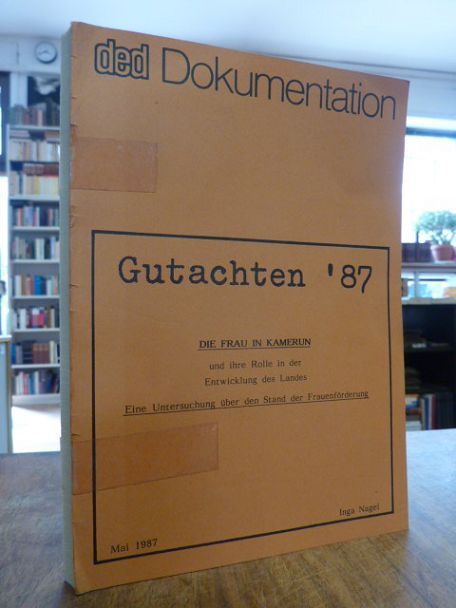 ded Dokumentation
Gutachten '87
DIE FRAU IN KAMERUN
und ihre Rolle in der
Entwicklung des Landes
Eine Untersuchung über den Stand der Frauenförderung
Inga Nagel
Mai 1987